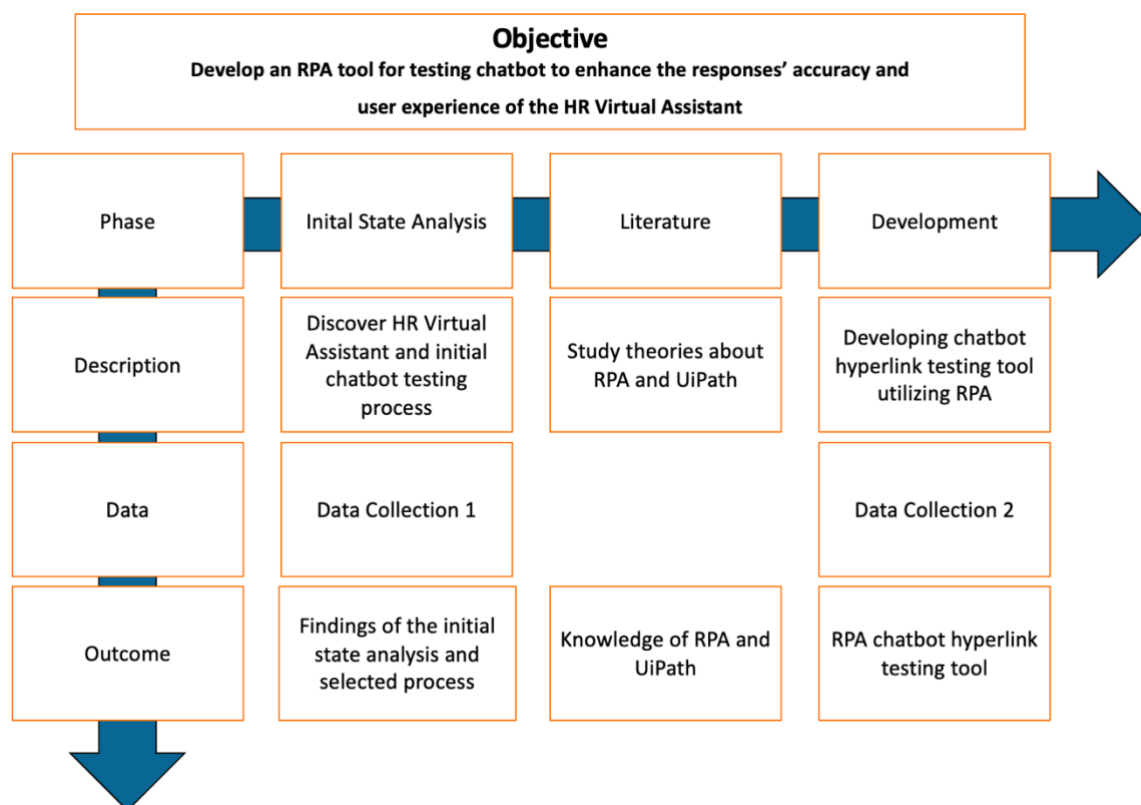 Objective
Develop an RPA tool for testing chatbot to enhance the responses’ accuracy and
user experience of the HR Virtual Assistant
Phase
Inital State Analysis
Literature
Development
Description
Discover HR Virtual
Assistant and initial
chatbot testing
process
Study theories about
RPA and UiPath
Developing chatbot
hyperlink testing tool
utilizing RPA
Data
Data Collection 1
Data Collection 2
Outcome
Findings of the initial
state analysis and
selected process
Knowledge of RPA and
UiPath
RPA chatbot hyperlink
testing tool